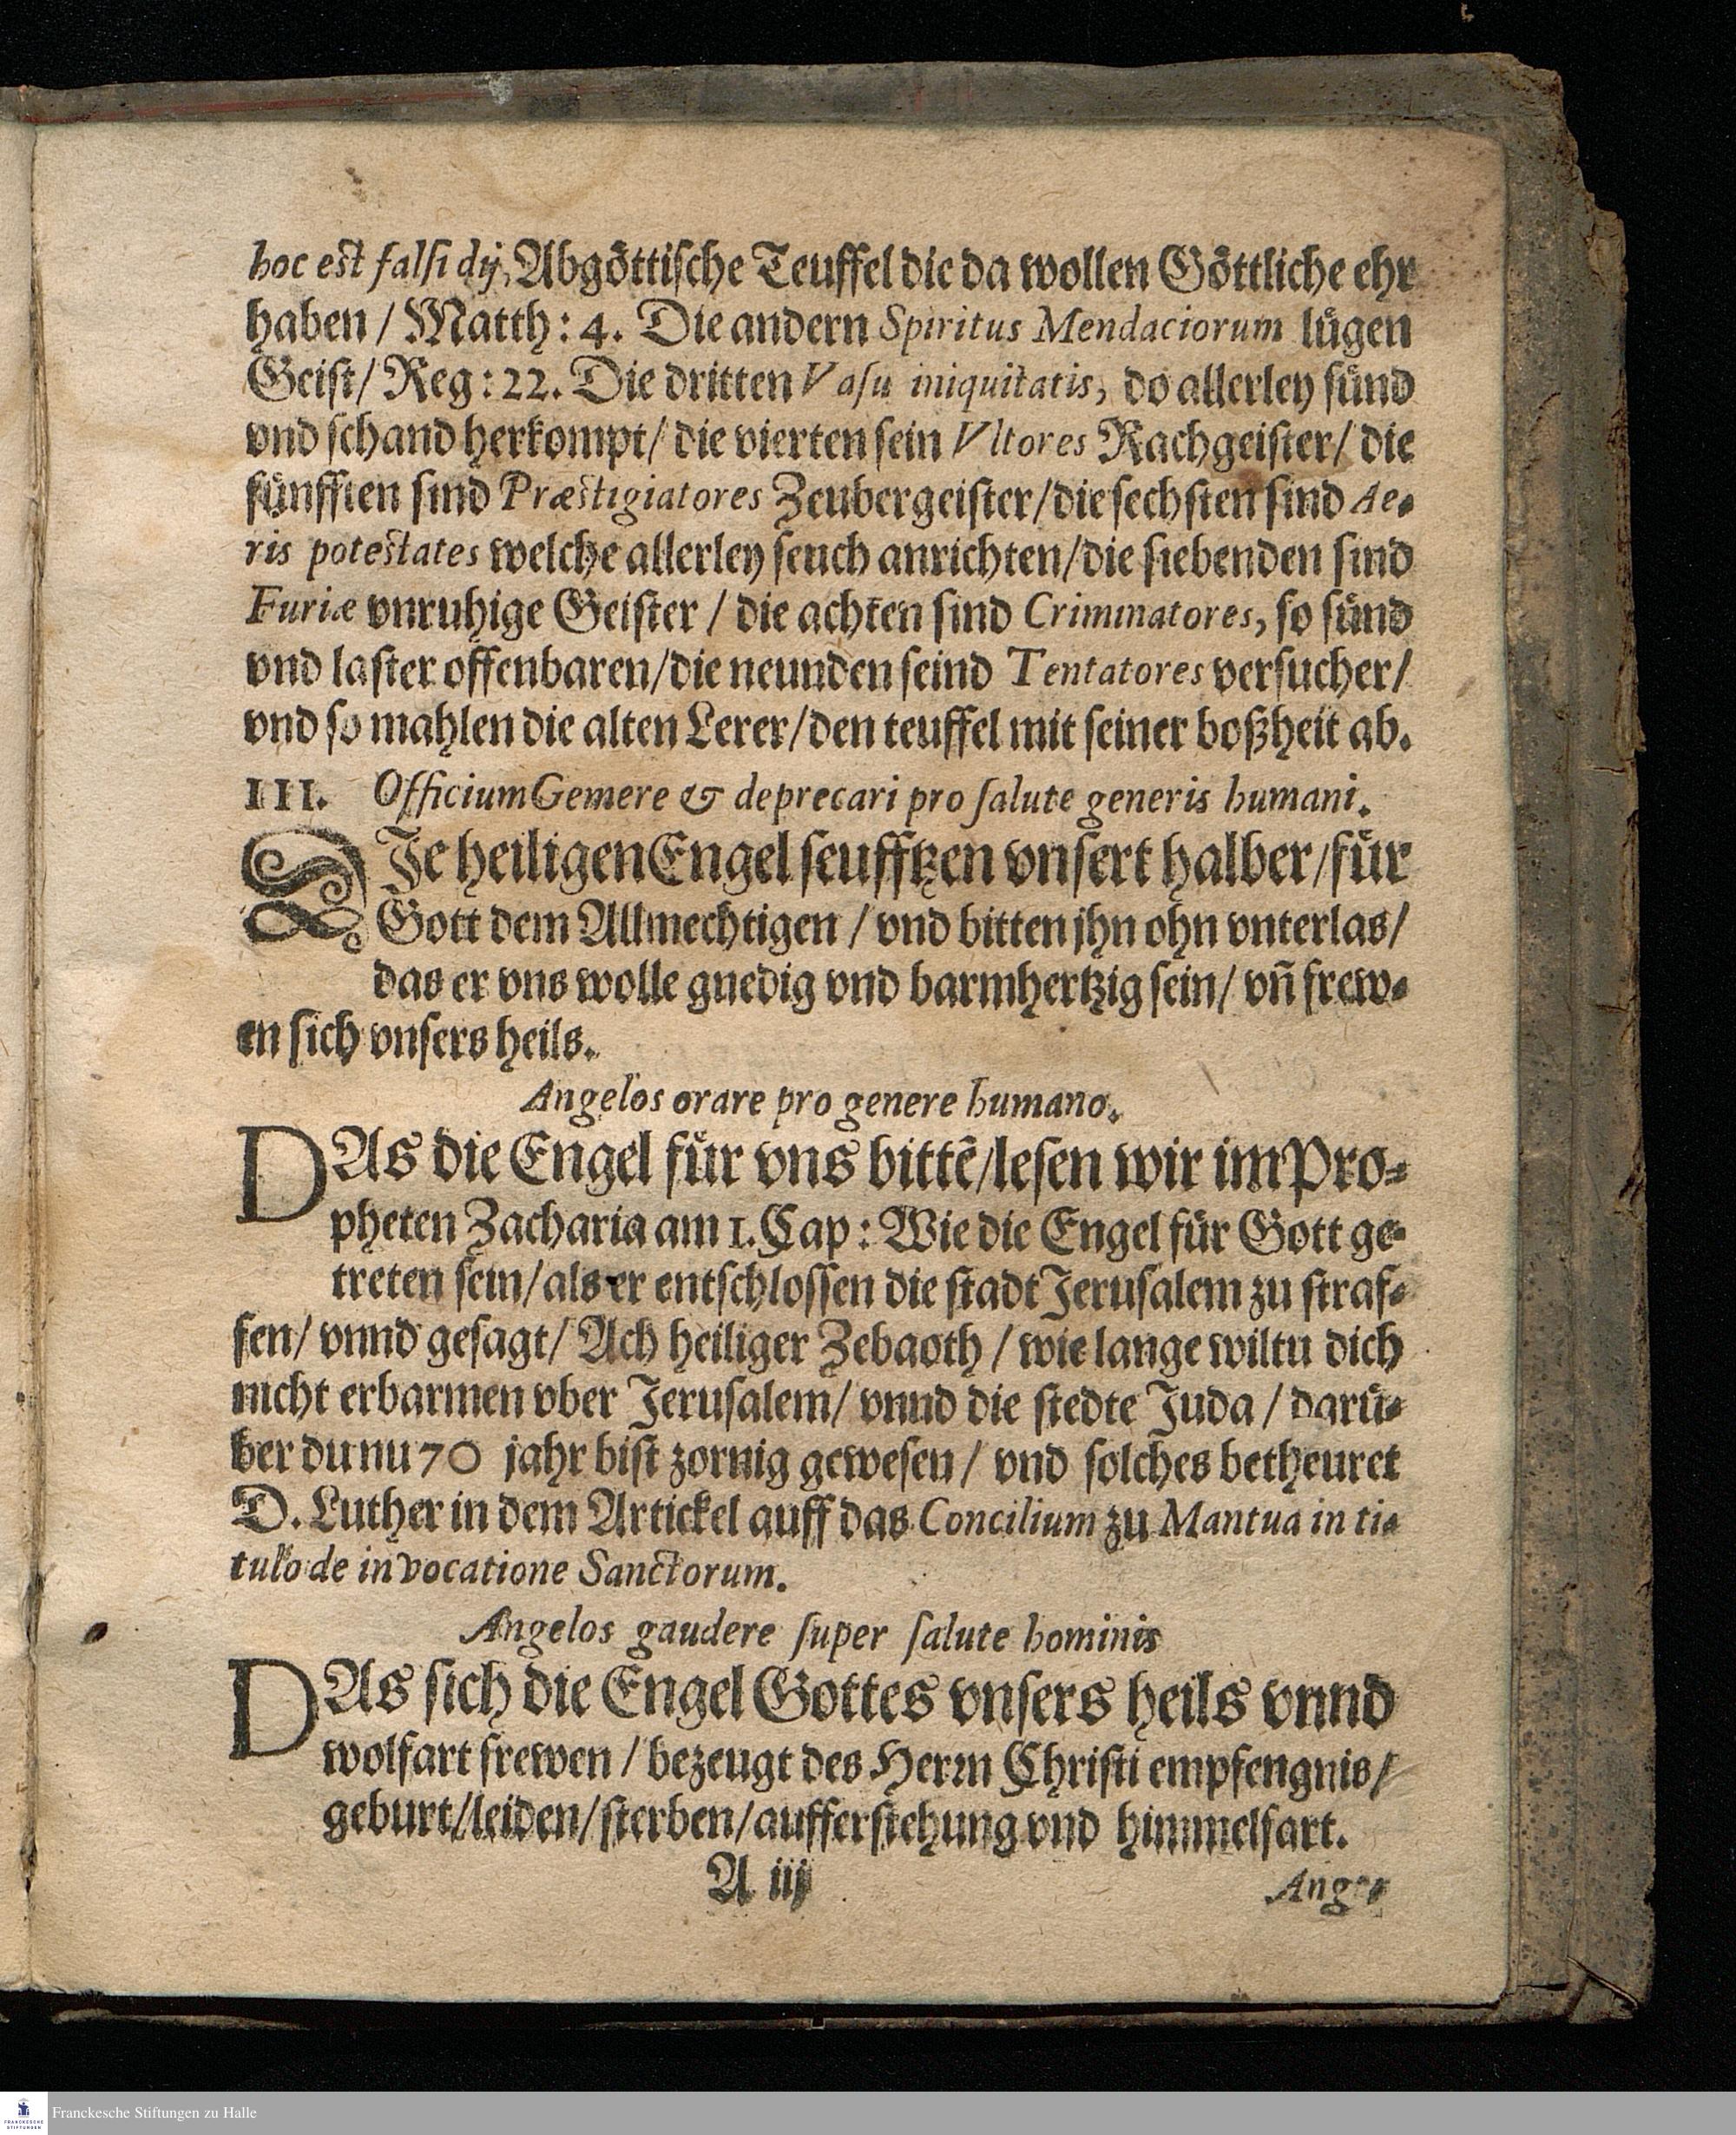 hoc est falsi dij, Abgöttische Teuffel die da wollen Göttliche ehr
haben / Matth: 4. Die andern Spiritus Mendaciorum lügen
Geist / Reg: 22. Die dritten Vasu iniquitatis, do allerley sünd
vnd schand herkompt / die vierten sein Vltores Rachgeister / die
fünfften sind Præstigiatores Zeubergeister / die sechsten sind Ae-
ris potestates welche allerley seuch anrichten / die siebenden sind
Furiæ vnruhige Geister / die achten sind Criminatores, so sünd
vnd laster offenbaren / die neunden seind Tentatores versucher /
vnd so mahlen die alten Lerer / den teuffel mit seiner boßheit ab.
III. Officium Gemere & deprecari pro salute generis humani.
DIe heiligen Engel seufftzen vnsert halber / für
Gott dem Allmechtigen / vnd bitten jhn ohn vnterlas /
das er vns wolle gnedig vnd barmhertzig sein / vñ frew-
en sich vnsers heils.
Angelos orare pro genere humano.
DAs die Engel für vns bittẽ / lesen wir im Pro-
pheten Zacharia am 1. Cap: Wie die Engel für Gott ge-
treten sein / als er entschlossen die stadt Jerusalem zu straf-
fen / vnnd gesagt / Ach heiliger Zebaoth / wie lange wiltu dich
nicht erbarmen vber Jerusalem / vnnd die stedte Juda / darü-
ber du nu 70 jahr bist zornig gewesen / vnd solches betheuret
D. Luther in dem Artickel auff das Concilium zu Mantua in ti-
tulo de invocatione Sanctorum.
Angelos gaudere super salute hominis
DAs sich die Engel Gottes vnsers heils vnnd
wolfart frewen / bezeugt des Herrn Christi empfengnis /
geburt / leiden / sterben / aufferstehung vnd himmelfart.
A iij
Ange-
Franckesche Stiftungen zu Halle